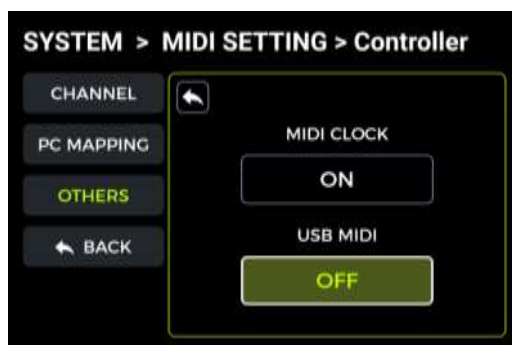 SYSTEM > MIDI SETTING > Controller
CHANNEL
PC MAPPING
OTHERS
BACK
MIDI CLOCK
ON
USB MIDI
OFF